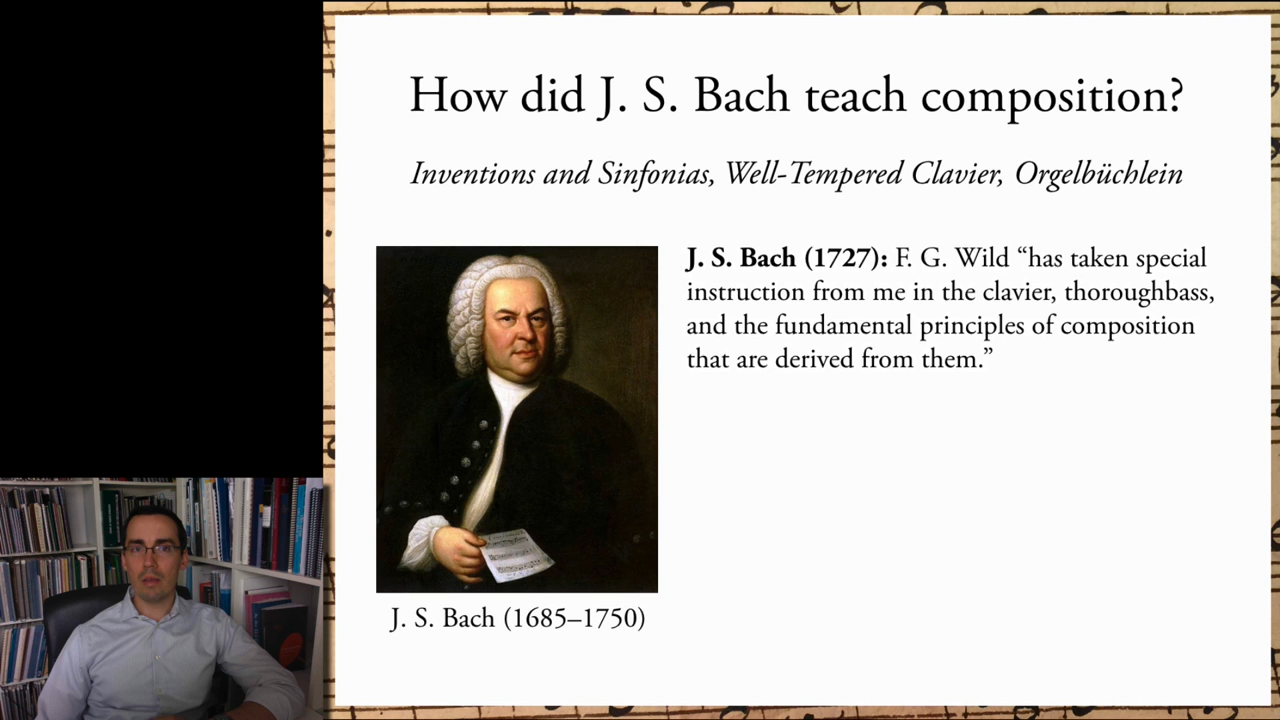 How did J. S. Bach teach composition?
Inventions and Sinfonias, Well-Tempered Clavier, Orgelbüchlein
J. S. Bach (1727): F. G. Wild “has taken special
instruction from me in the clavier, thoroughbass,
and the fundamental principles of composition
that are derived from them.”
J. S. Bach (1685–1750)